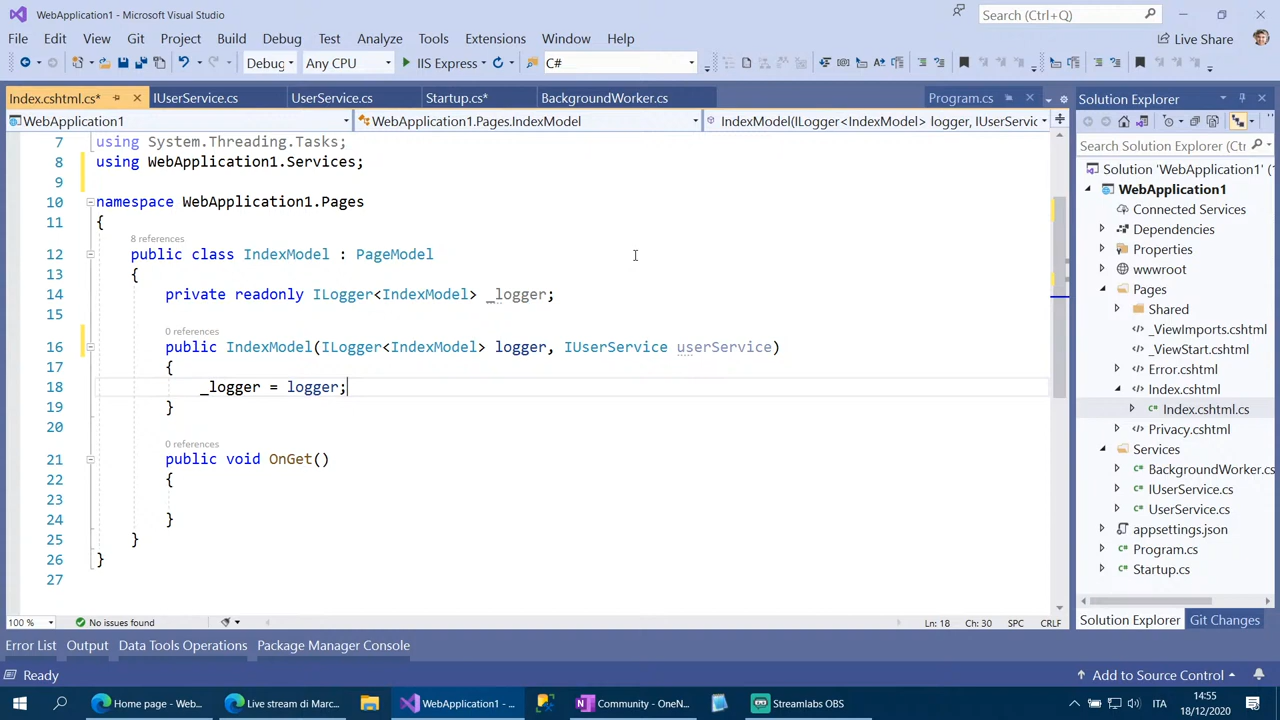 WebApplication1 - Microsoft Visual Studio
Search (Ctrl+Q)
File Edit View Git Project Build Debug Test Analyze Tools Extensions Window Help
Live Share
Debug Any CPU IIS Express C#
Index.cshtml.cs* IUserService.cs UserService.cs Startup.cs* BackgroundWorker.cs Program.cs
WebApplication1 WebApplication1.Pages.IndexModel IndexModel(ILogger<IndexModel> logger, IUserServic
7 using System.Threading.Tasks;
8 using WebApplication1.Services;
9
10 namespace WebApplication1.Pages
11 {
8 references
12 public class IndexModel : PageModel
13 {
14 private readonly ILogger<IndexModel> _logger;
15
0 references
16 public IndexModel(ILogger<IndexModel> logger, IUserService userService)
17 {
18 _logger = logger;
19 }
20
0 references
21 public void OnGet()
22 {
23
24 }
25 }
26 }
27
100 % No issues found Ln: 18 Ch: 30 SPC CRLF
Solution Explorer
Search Solution Explorer (Ctr
Solution 'WebApplication1' (
WebApplication1
Connected Services
Dependencies
Properties
wwwroot
Pages
Shared
_ViewImports.cshtml
_ViewStart.cshtml
Error.cshtml
Index.cshtml
Index.cshtml.cs
Privacy.cshtml
Services
BackgroundWorker.cs
IUserService.cs
UserService.cs
appsettings.json
Program.cs
Startup.cs
Solution Explorer Git Changes
Error List Output Data Tools Operations Package Manager Console
Ready Add to Source Control
Home page - Web... Live stream di Marc... WebApplication1 - ... Community - OneN... Streamlabs OBS ITA 14:55
18/12/2020